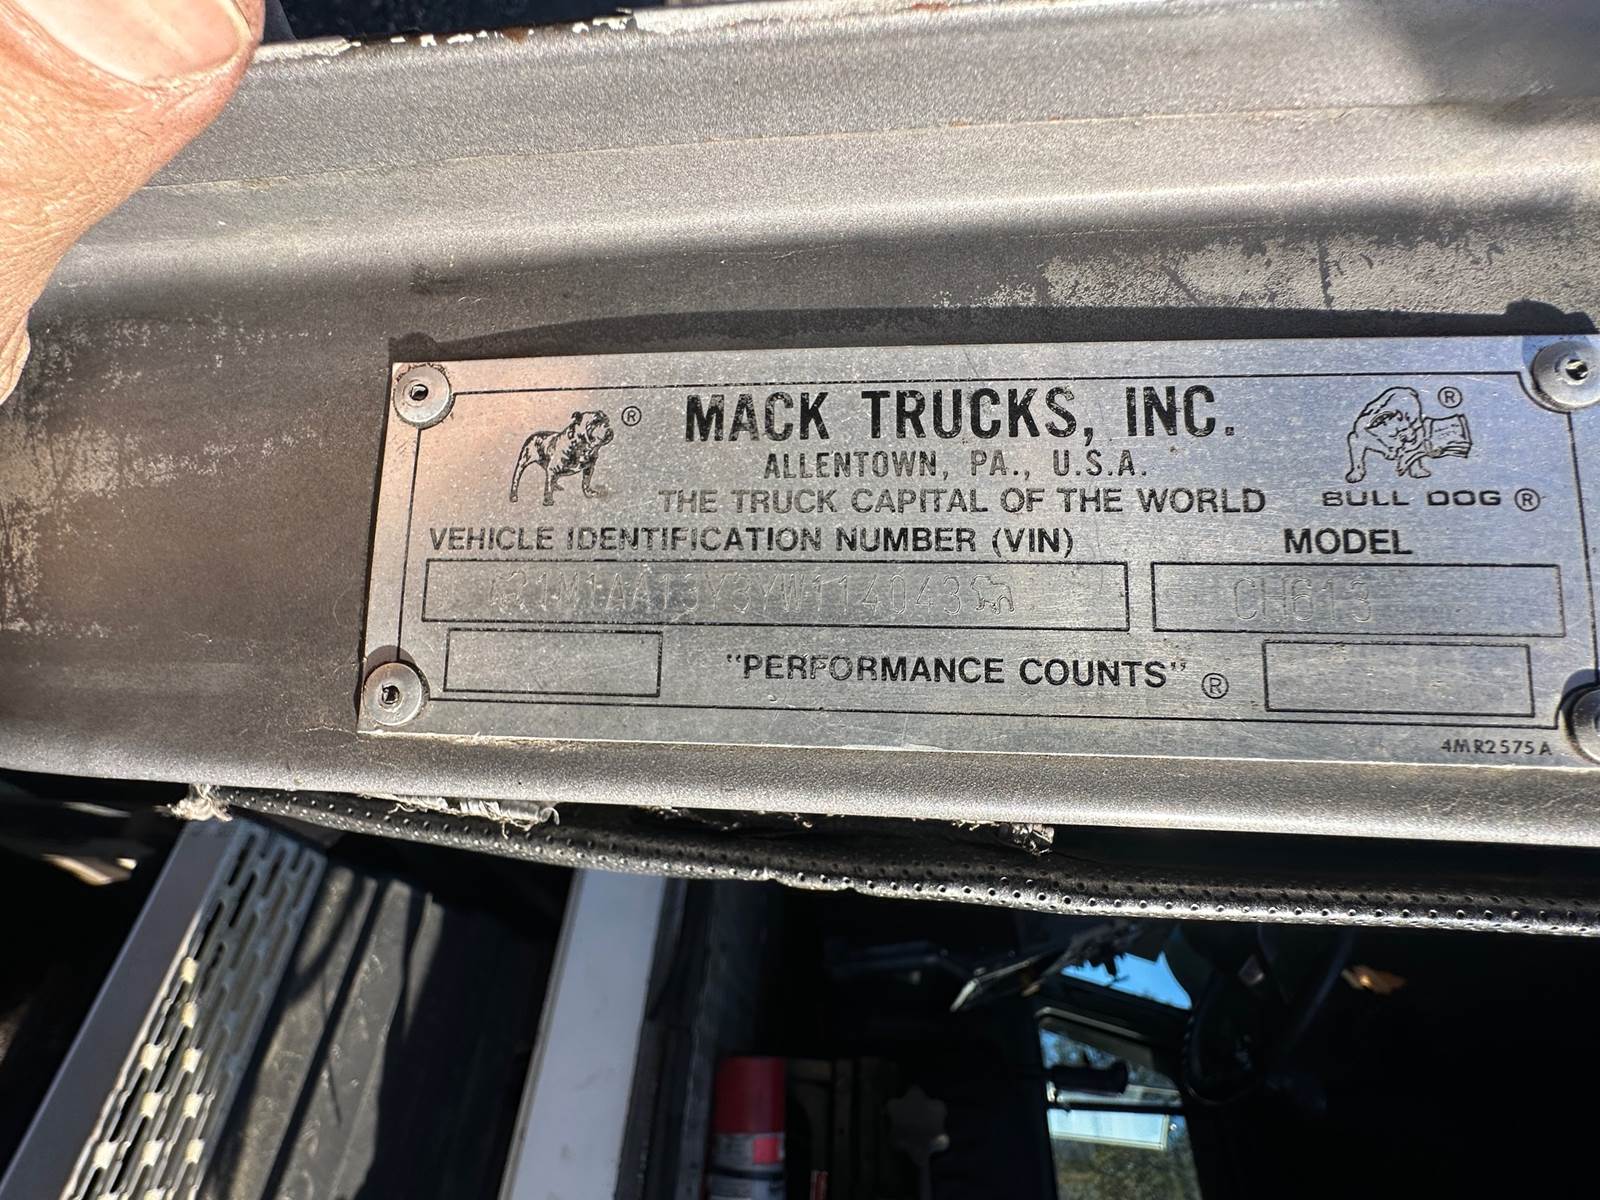 MACK TRUCKS, INC.
ALLENTOWN, PA., U.S.A.
THE TRUCK CAPITAL OF THE WORLD
BULL DOG ®
®
®
VEHICLE IDENTIFICATION NUMBER (VIN)
MODEL
1M1AA13Y3YW114043
CH613
"PERFORMANCE COUNTS" ®
4MR2575A